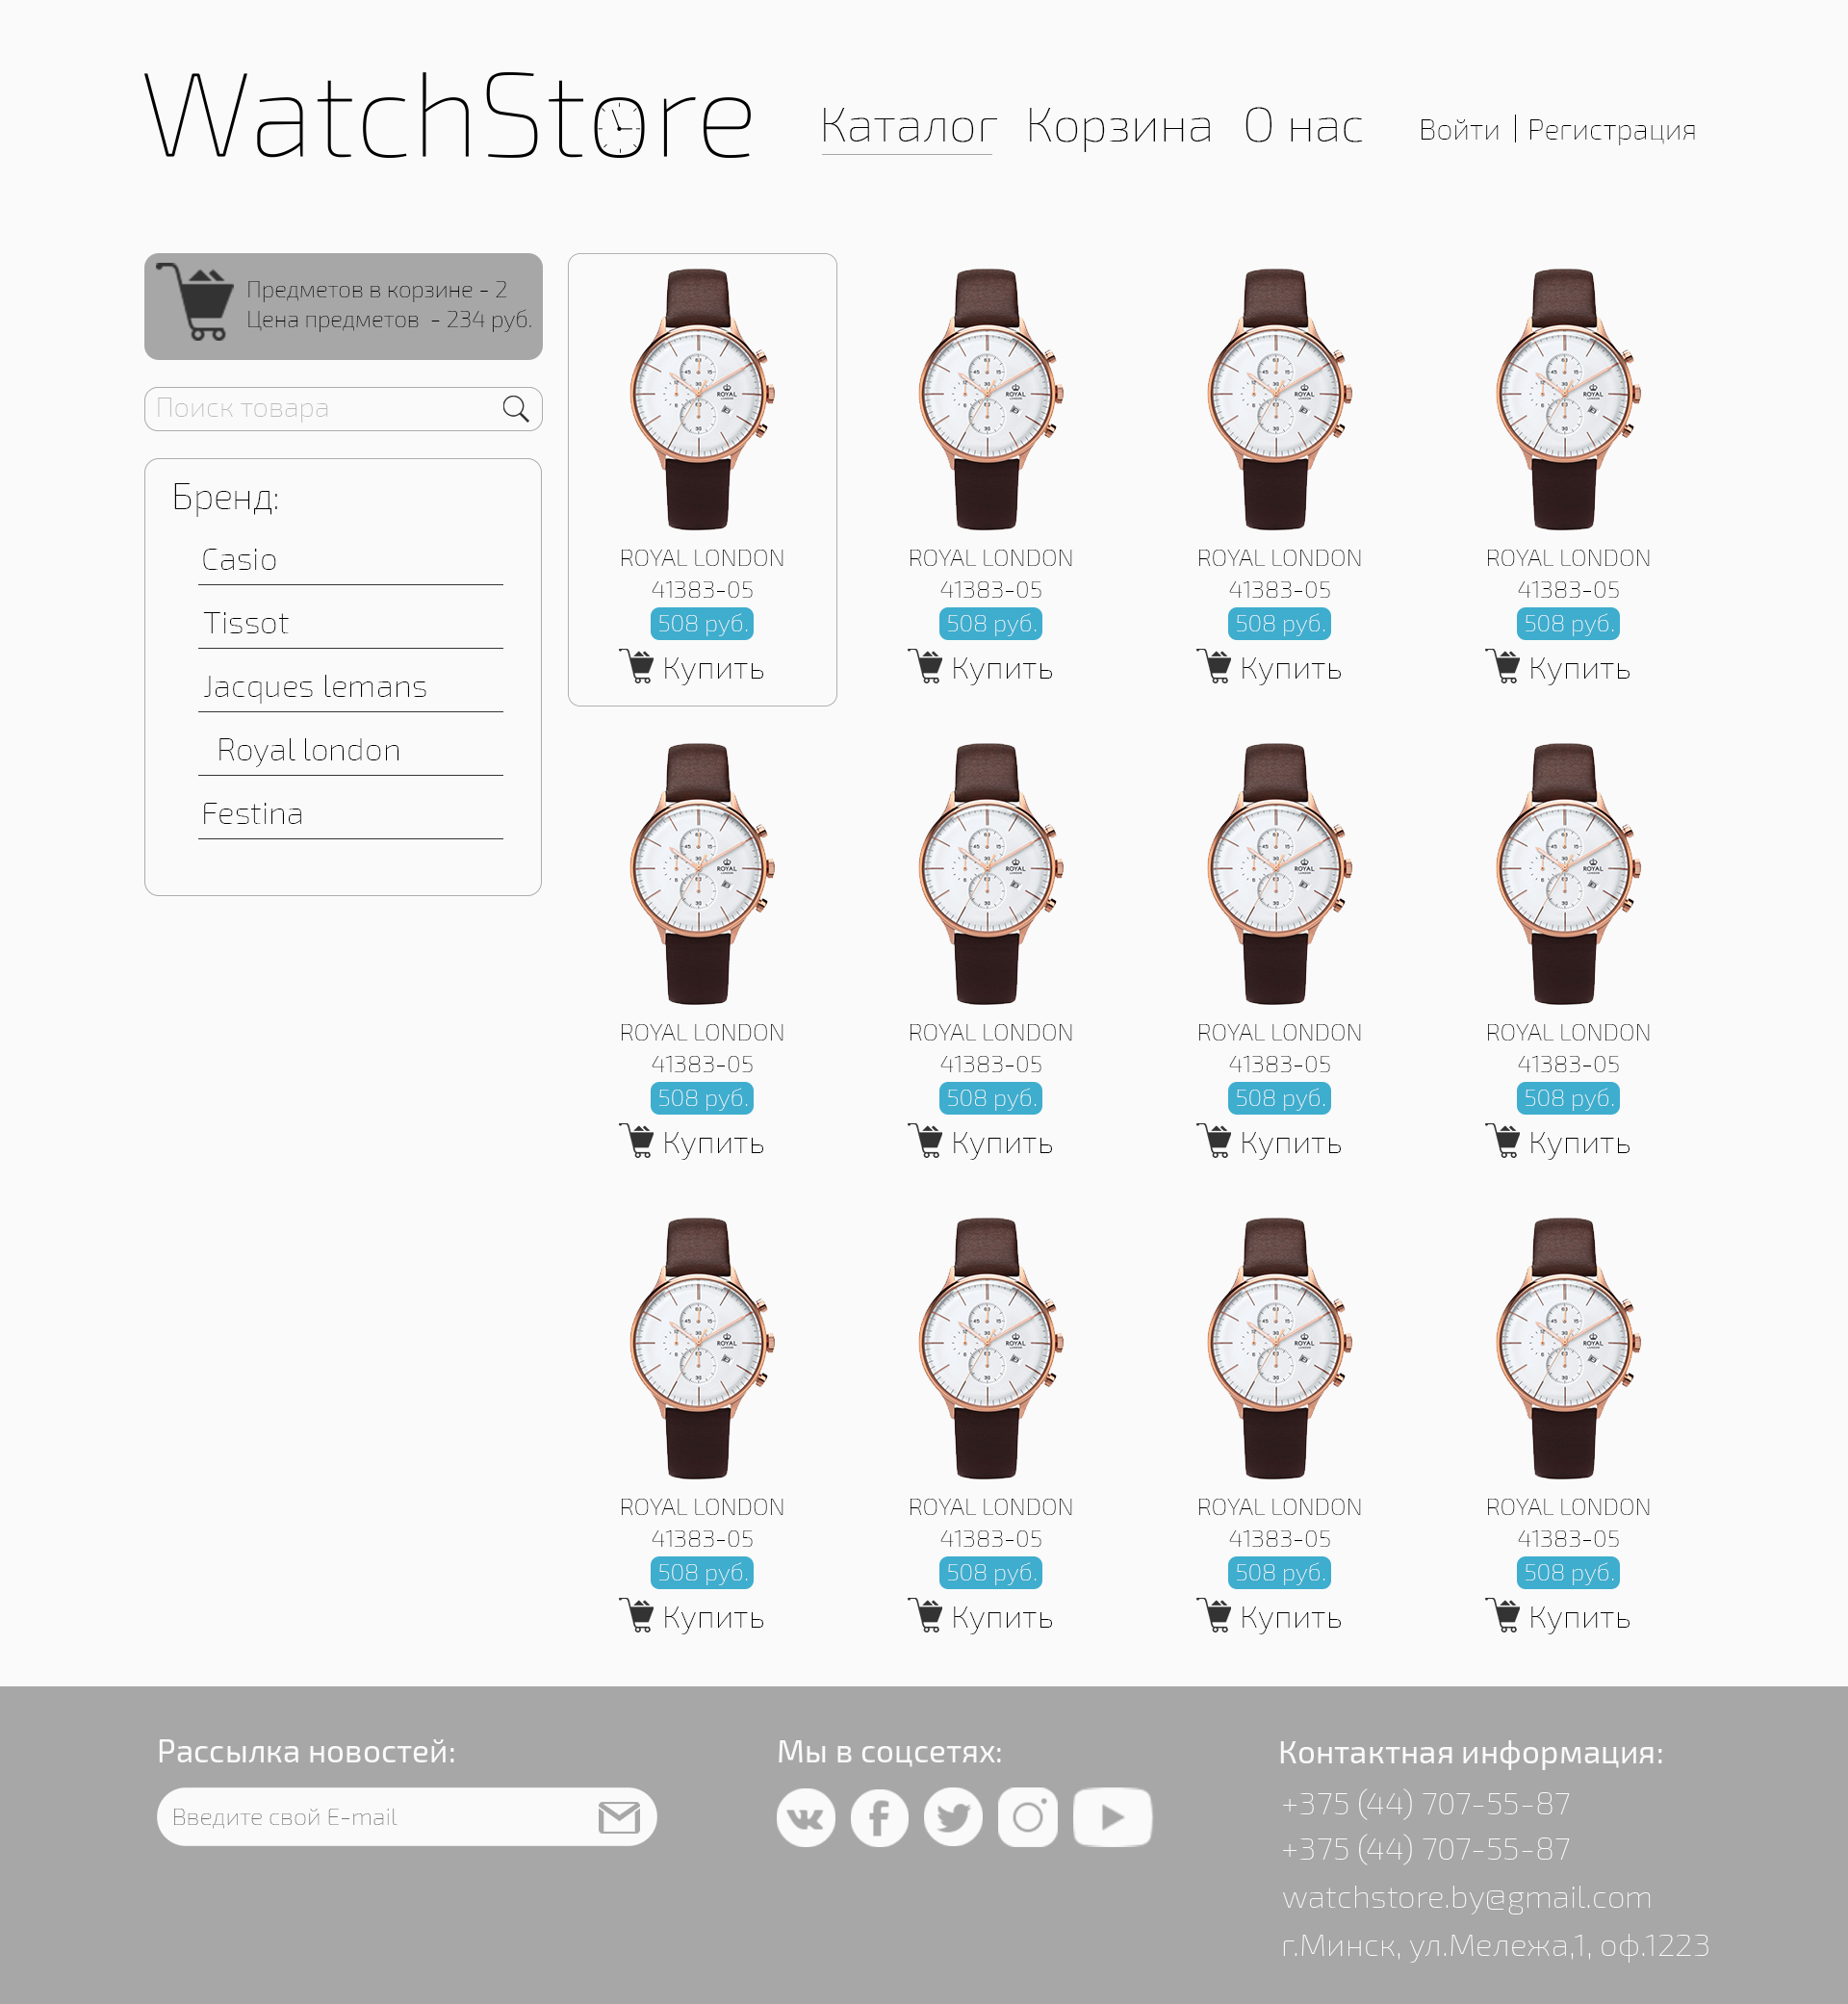 WatchStore
Каталог Корзина О нас Войти | Регистрация
Предметов в корзине - 2
Цена предметов - 234 руб.
Поиск товара
Бренд:
Casio
Tissot
Jacques lemans
Royal london
Festina
ROYAL LONDON ROYAL LONDON ROYAL LONDON ROYAL LONDON
41383-05 41383-05 41383-05 41383-05
508 руб. 508 руб. 508 руб. 508 руб.
Купить Купить Купить Купить
ROYAL LONDON ROYAL LONDON ROYAL LONDON ROYAL LONDON
41383-05 41383-05 41383-05 41383-05
508 руб. 508 руб. 508 руб. 508 руб.
Купить Купить Купить Купить
ROYAL LONDON ROYAL LONDON ROYAL LONDON ROYAL LONDON
41383-05 41383-05 41383-05 41383-05
508 руб. 508 руб. 508 руб. 508 руб.
Купить Купить Купить Купить
Рассылка новостей:
Введите свой E-mail
Мы в соцсетях:
Контактная информация:
+375 (44) 707-55-87
+375 (44) 707-55-87
watchstore.by@gmail.com
г.Минск, ул.Мележа,1, оф.1223